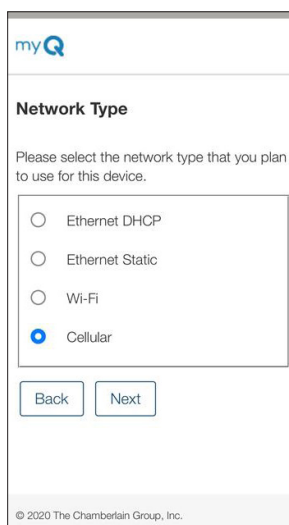 myQ
Network Type
Please select the network type that you plan
to use for this device.
Ethernet DHCP
Ethernet Static
Wi-Fi
Cellular
Back Next
© 2020 The Chamberlain Group, Inc.